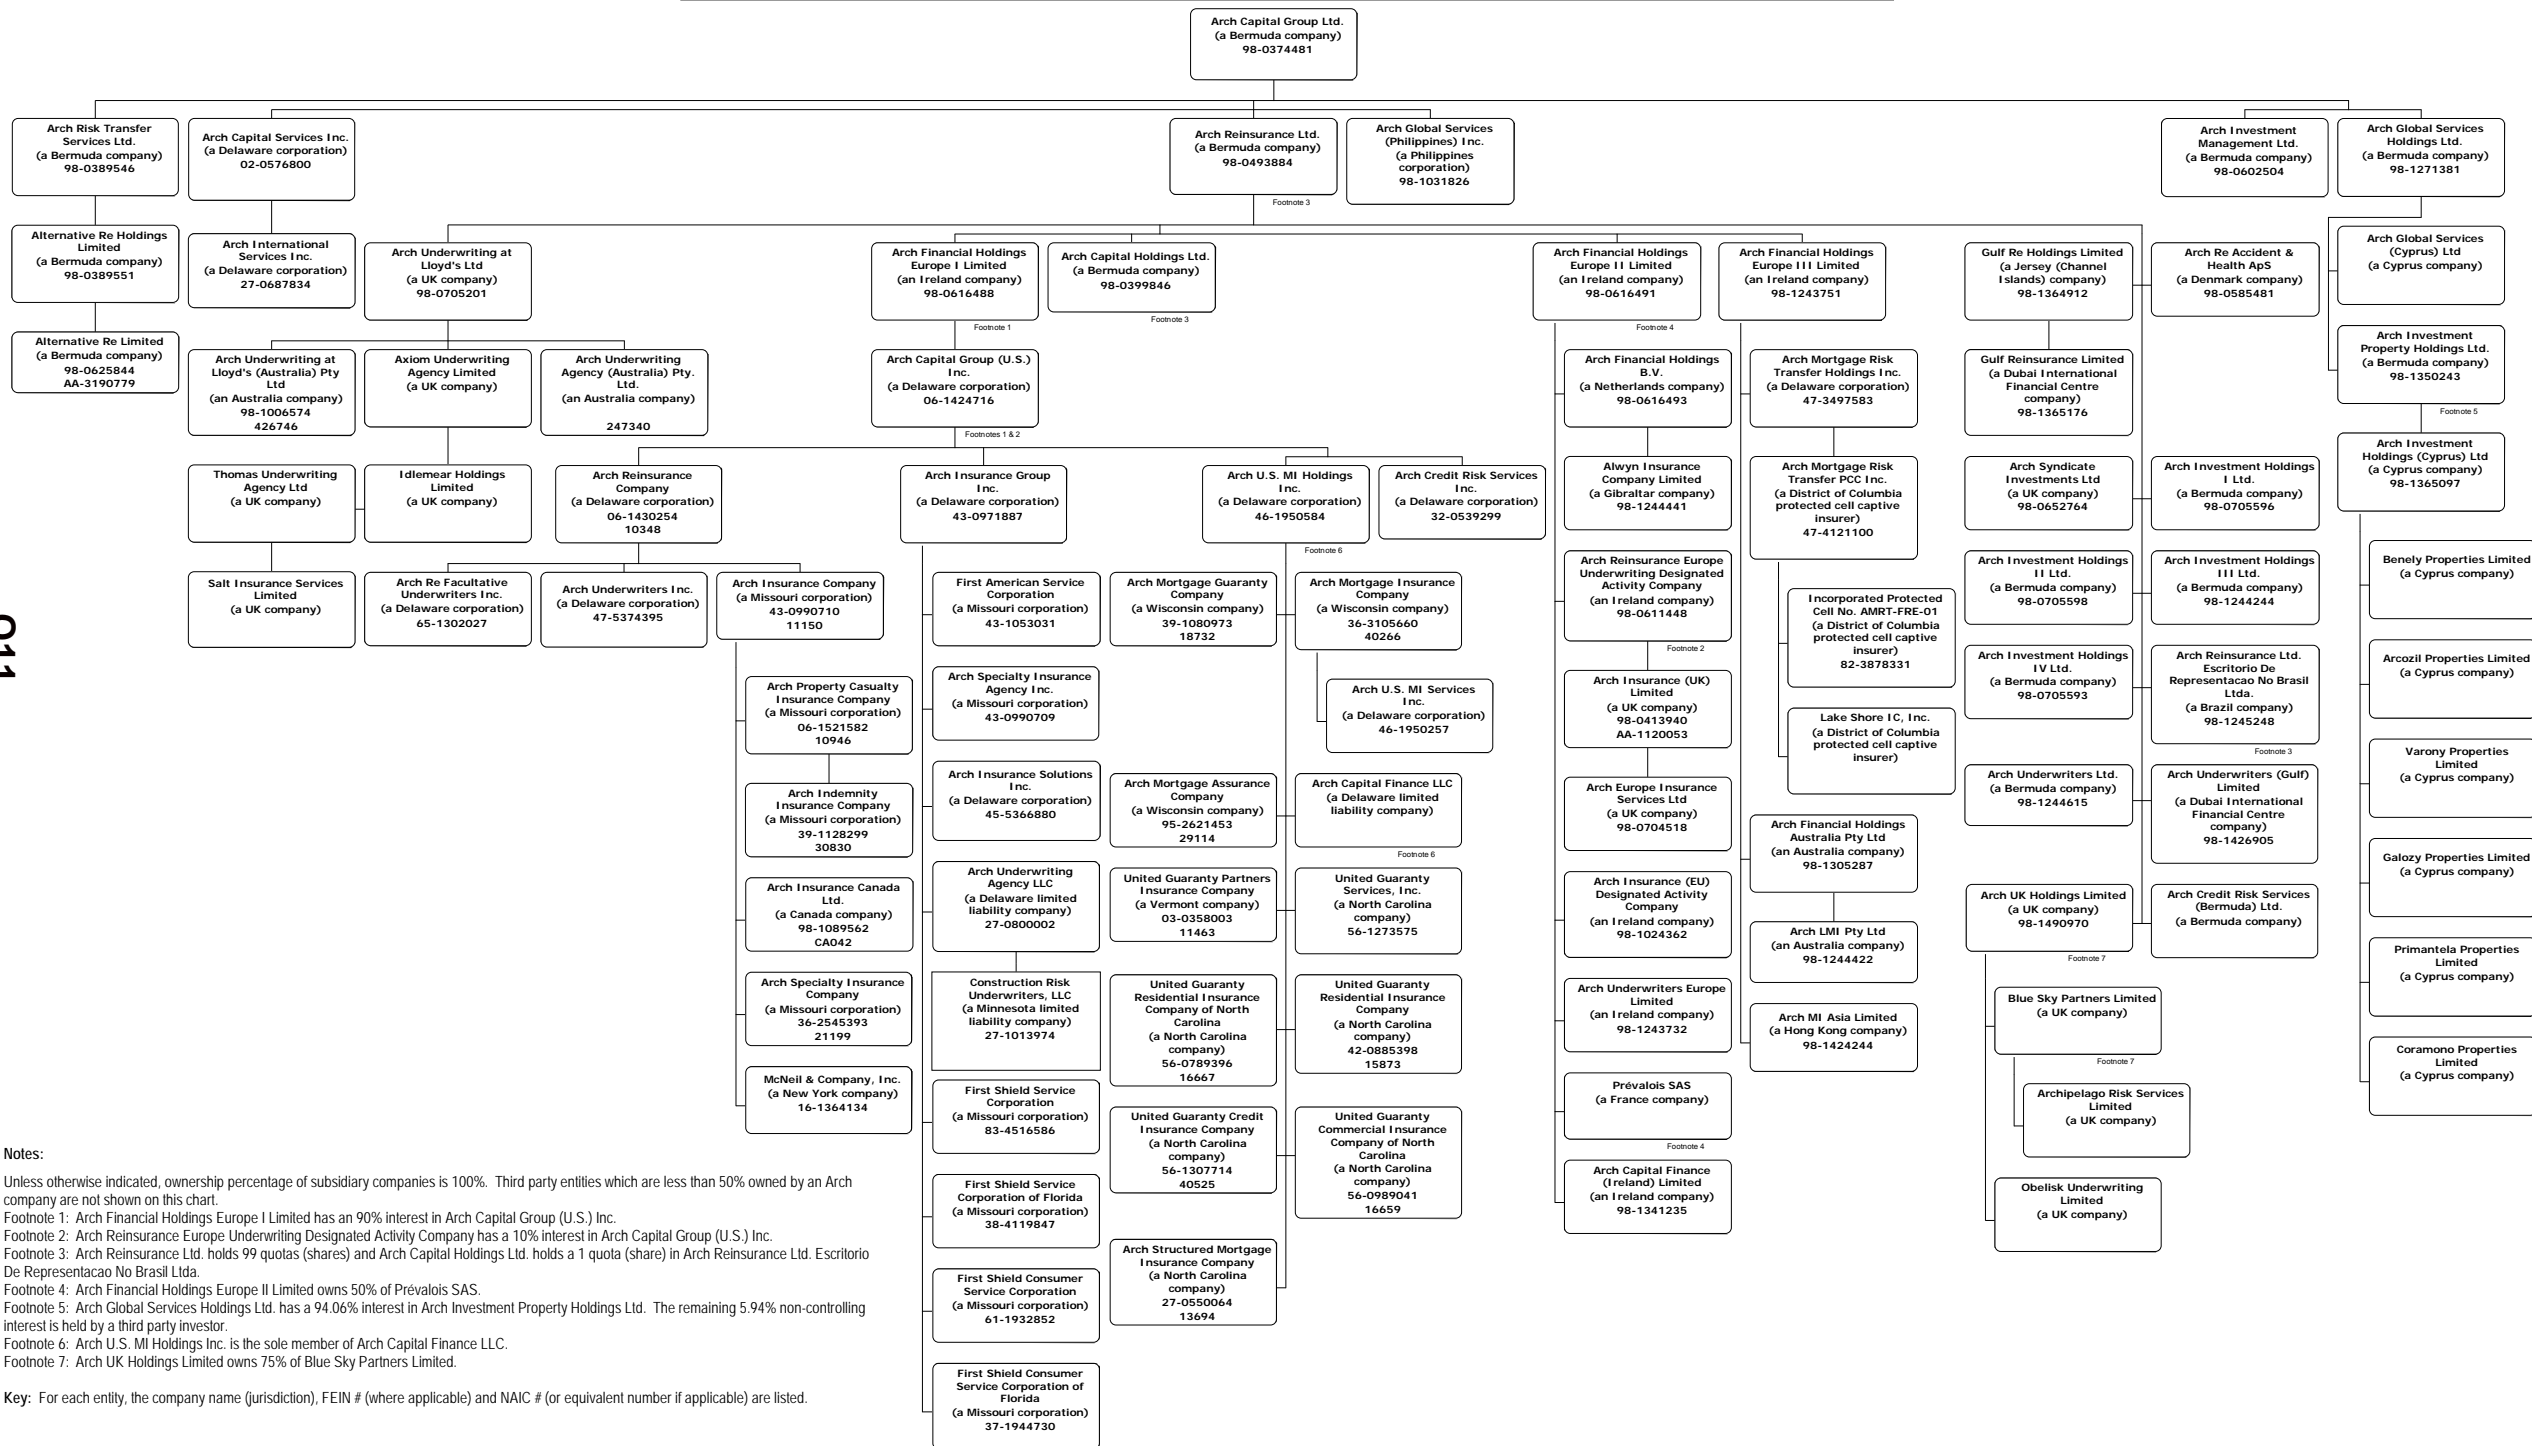 Arch Capital Group Ltd.
(a Bermuda company)
98-0374481
Arch Risk Transfer
Services Ltd.
(a Bermuda company)
98-0389546
Arch Capital Services Inc.
(a Delaware corporation)
02-0576800
Arch Reinsurance Ltd.
(a Bermuda company)
98-0493884
Footnote 3
Arch Global Services
(Philippines) Inc.
(a Philippines
corporation)
98-1031826
Arch Investment
Management Ltd.
(a Bermuda company)
98-0602504
Arch Global Services
Holdings Ltd.
(a Bermuda company)
98-1271381
Alternative Re Holdings
Limited
(a Bermuda company)
98-0389551
Arch International
Services Inc.
(a Delaware corporation)
27-0687834
Arch Underwriting at
Lloyd's Ltd
(a UK company)
98-0705201
Arch Financial Holdings
Europe I Limited
(an Ireland company)
98-0616488
Footnote 1
Arch Capital Holdings Ltd.
(a Bermuda company)
98-0399846
Footnote 3
Arch Financial Holdings
Europe II Limited
(an Ireland company)
98-0616491
Footnote 4
Arch Financial Holdings
Europe III Limited
(an Ireland company)
98-1243751
Gulf Re Holdings Limited
(a Jersey (Channel
Islands) company)
98-1364912
Arch Re Accident &
Health ApS
(a Denmark company)
98-0585481
Arch Global Services
(Cyprus) Ltd
(a Cyprus company)
Alternative Re Limited
(a Bermuda company)
98-0625844
AA-3190779
Arch Underwriting at
Lloyd's (Australia) Pty
Ltd
(an Australia company)
98-1006574
426746
Axiom Underwriting
Agency Limited
(a UK company)
Arch Underwriting
Agency (Australia) Pty.
Ltd.
(an Australia company)
247340
Arch Capital Group (U.S.)
Inc.
(a Delaware corporation)
06-1424716
Footnotes 1 & 2
Arch Financial Holdings
B.V.
(a Netherlands company)
98-0616493
Arch Mortgage Risk
Transfer Holdings Inc.
(a Delaware corporation)
47-3497583
Gulf Reinsurance Limited
(a Dubai International
Financial Centre
company)
98-1365176
Arch Investment
Property Holdings Ltd.
(a Bermuda company)
98-1350243
Footnote 5
Thomas Underwriting
Agency Ltd
(a UK company)
Idlemear Holdings
Limited
(a UK company)
Arch Reinsurance
Company
(a Delaware corporation)
06-1430254
10348
Arch Insurance Group
Inc.
(a Delaware corporation)
43-0971887
Arch U.S. MI Holdings
Inc.
(a Delaware corporation)
46-1950584
Footnote 6
Arch Credit Risk Services
Inc.
(a Delaware corporation)
32-0539299
Alwyn Insurance
Company Limited
(a Gibraltar company)
98-1244441
Arch Mortgage Risk
Transfer PCC Inc.
(a District of Columbia
protected cell captive
insurer)
47-4121100
Arch Syndicate
Investments Ltd
(a UK company)
98-0652764
Arch Investment Holdings
I Ltd.
(a Bermuda company)
98-0705596
Arch Investment
Holdings (Cyprus) Ltd
(a Cyprus company)
98-1365097
Salt Insurance Services
Limited
(a UK company)
Arch Re Facultative
Underwriters Inc.
(a Delaware corporation)
65-1302027
Arch Underwriters Inc.
(a Delaware corporation)
47-5374395
Arch Insurance Company
(a Missouri corporation)
43-0990710
11150
First American Service
Corporation
(a Missouri corporation)
43-1053031
Arch Mortgage Guaranty
Company
(a Wisconsin company)
39-1080973
18732
Arch Mortgage Insurance
Company
(a Wisconsin company)
36-3105660
40266
Arch Reinsurance Europe
Underwriting Designated
Activity Company
(an Ireland company)
98-0611448
Footnote 2
Incorporated Protected
Cell No. AMRT-FRE-01
(a District of Columbia
protected cell captive
insurer)
82-3878331
Arch Investment Holdings
II Ltd.
(a Bermuda company)
98-0705598
Arch Investment Holdings
III Ltd.
(a Bermuda company)
98-1244244
Benely Properties Limited
(a Cyprus company)
Arch Property Casualty
Insurance Company
(a Missouri corporation)
06-1521582
10946
Arch Specialty Insurance
Agency Inc.
(a Missouri corporation)
43-0990709
Arch U.S. MI Services
Inc.
(a Delaware corporation)
46-1950257
Arch Insurance (UK)
Limited
(a UK company)
98-0413940
AA-1120053
Lake Shore IC, Inc.
(a District of Columbia
protected cell captive
insurer)
Arch Investment Holdings
IV Ltd.
(a Bermuda company)
98-0705593
Arch Reinsurance Ltd.
Escritorio De
Representacao No Brasil
Ltda.
(a Brazil company)
98-1245248
Footnote 3
Arcozil Properties Limited
(a Cyprus company)
Arch Indemnity
Insurance Company
(a Missouri corporation)
39-1128299
30830
Arch Insurance Solutions
Inc.
(a Delaware corporation)
45-5366880
Arch Mortgage Assurance
Company
(a Wisconsin company)
95-2621453
29114
Arch Capital Finance LLC
(a Delaware limited
liability company)
Footnote 6
Arch Europe Insurance
Services Ltd
(a UK company)
98-0704518
Arch Financial Holdings
Australia Pty Ltd
(an Australia company)
98-1305287
Arch Underwriters Ltd.
(a Bermuda company)
98-1244615
Arch Underwriters (Gulf)
Limited
(a Dubai International
Financial Centre
company)
98-1426905
Varony Properties
Limited
(a Cyprus company)
Arch Insurance Canada
Ltd.
(a Canada company)
98-1089562
CA042
Arch Underwriting
Agency LLC
(a Delaware limited
liability company)
27-0800002
United Guaranty Partners
Insurance Company
(a Vermont company)
03-0358003
11463
United Guaranty
Services, Inc.
(a North Carolina
company)
56-1273575
Arch Insurance (EU)
Designated Activity
Company
(an Ireland company)
98-1024362
Arch LMI Pty Ltd
(an Australia company)
98-1244422
Arch UK Holdings Limited
(a UK company)
98-1490970
Footnote 7
Arch Credit Risk Services
(Bermuda) Ltd.
(a Bermuda company)
Galozy Properties Limited
(a Cyprus company)
Arch Specialty Insurance
Company
(a Missouri corporation)
36-2545393
21199
Construction Risk
Underwriters, LLC
(a Minnesota limited
liability company)
27-1013974
United Guaranty
Residential Insurance
Company of North
Carolina
(a North Carolina
company)
56-0789396
16667
United Guaranty
Residential Insurance
Company
(a North Carolina
company)
42-0885398
15873
Arch Underwriters Europe
Limited
(an Ireland company)
98-1243732
Arch MI Asia Limited
(a Hong Kong company)
98-1424244
Blue Sky Partners Limited
(a UK company)
Footnote 7
Primantela Properties
Limited
(a Cyprus company)
McNeil & Company, Inc.
(a New York company)
16-1364134
First Shield Service
Corporation
(a Missouri corporation)
83-4516586
United Guaranty Credit
Insurance Company
(a North Carolina
company)
56-1307714
40525
United Guaranty
Commercial Insurance
Company of North
Carolina
(a North Carolina
company)
56-0989041
16659
Prévalois SAS
(a France company)
Footnote 4
Archipelago Risk Services
Limited
(a UK company)
Coramono Properties
Limited
(a Cyprus company)
First Shield Service
Corporation of Florida
(a Missouri corporation)
38-4119847
Arch Structured Mortgage
Insurance Company
(a North Carolina
company)
27-0550064
13694
Arch Capital Finance
(Ireland) Limited
(an Ireland company)
98-1341235
Obelisk Underwriting
Limited
(a UK company)
First Shield Consumer
Service Corporation
(a Missouri corporation)
61-1932852
First Shield Consumer
Service Corporation of
Florida
(a Missouri corporation)
37-1944730
Notes:
Unless otherwise indicated, ownership percentage of subsidiary companies is 100%. Third party entities which are less than 50% owned by an Arch
company are not shown on this chart.
Footnote 1: Arch Financial Holdings Europe I Limited has an 90% interest in Arch Capital Group (U.S.) Inc.
Footnote 2: Arch Reinsurance Europe Underwriting Designated Activity Company has a 10% interest in Arch Capital Group (U.S.) Inc.
Footnote 3: Arch Reinsurance Ltd. holds 99 quotas (shares) and Arch Capital Holdings Ltd. holds a 1 quota (share) in Arch Reinsurance Ltd. Escritorio
De Representacao No Brasil Ltda.
Footnote 4: Arch Financial Holdings Europe II Limited owns 50% of Prévalois SAS.
Footnote 5: Arch Global Services Holdings Ltd. has a 94.06% interest in Arch Investment Property Holdings Ltd. The remaining 5.94% non-controlling
interest is held by a third party investor.
Footnote 6: Arch U.S. MI Holdings Inc. is the sole member of Arch Capital Finance LLC.
Footnote 7: Arch UK Holdings Limited owns 75% of Blue Sky Partners Limited.
Key: For each entity, the company name (jurisdiction), FEIN # (where applicable) and NAIC # (or equivalent number if applicable) are listed.